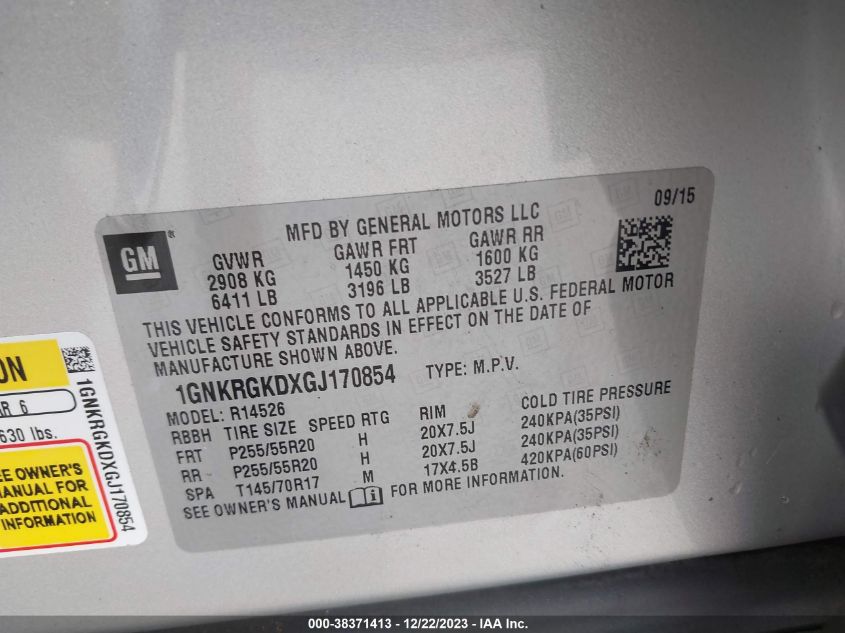 MFD BY GENERAL MOTORS LLC 09/15
GM®
GVWR GAWR FRT GAWR RR
2908 KG 1450 KG 1600 KG
6411 LB 3196 LB 3527 LB
THIS VEHICLE CONFORMS TO ALL APPLICABLE U.S. FEDERAL MOTOR
VEHICLE SAFETY STANDARDS IN EFFECT ON THE DATE OF
MANUFACTURE SHOWN ABOVE.
1GNKRGKDXGJ170854 TYPE: M.P.V.
MODEL: R14526
RBBH TIRE SIZE SPEED RTG RIM COLD TIRE PRESSURE
FRT P255/55R20 H 20X7.5J 240KPA(35PSI)
RR P255/55R20 H 20X7.5J 240KPA(35PSI)
SPA T145/70R17 M 17X4.5B 420KPA(60PSI)
SEE OWNER'S MANUAL FOR MORE INFORMATION.
ON
AR 6
630 lbs.
EE OWNER'S
MANUAL FOR
ADDITIONAL
INFORMATION
1GNKRGKDXGJ170854
000-38371413 - 12/22/2023 - IAA Inc.